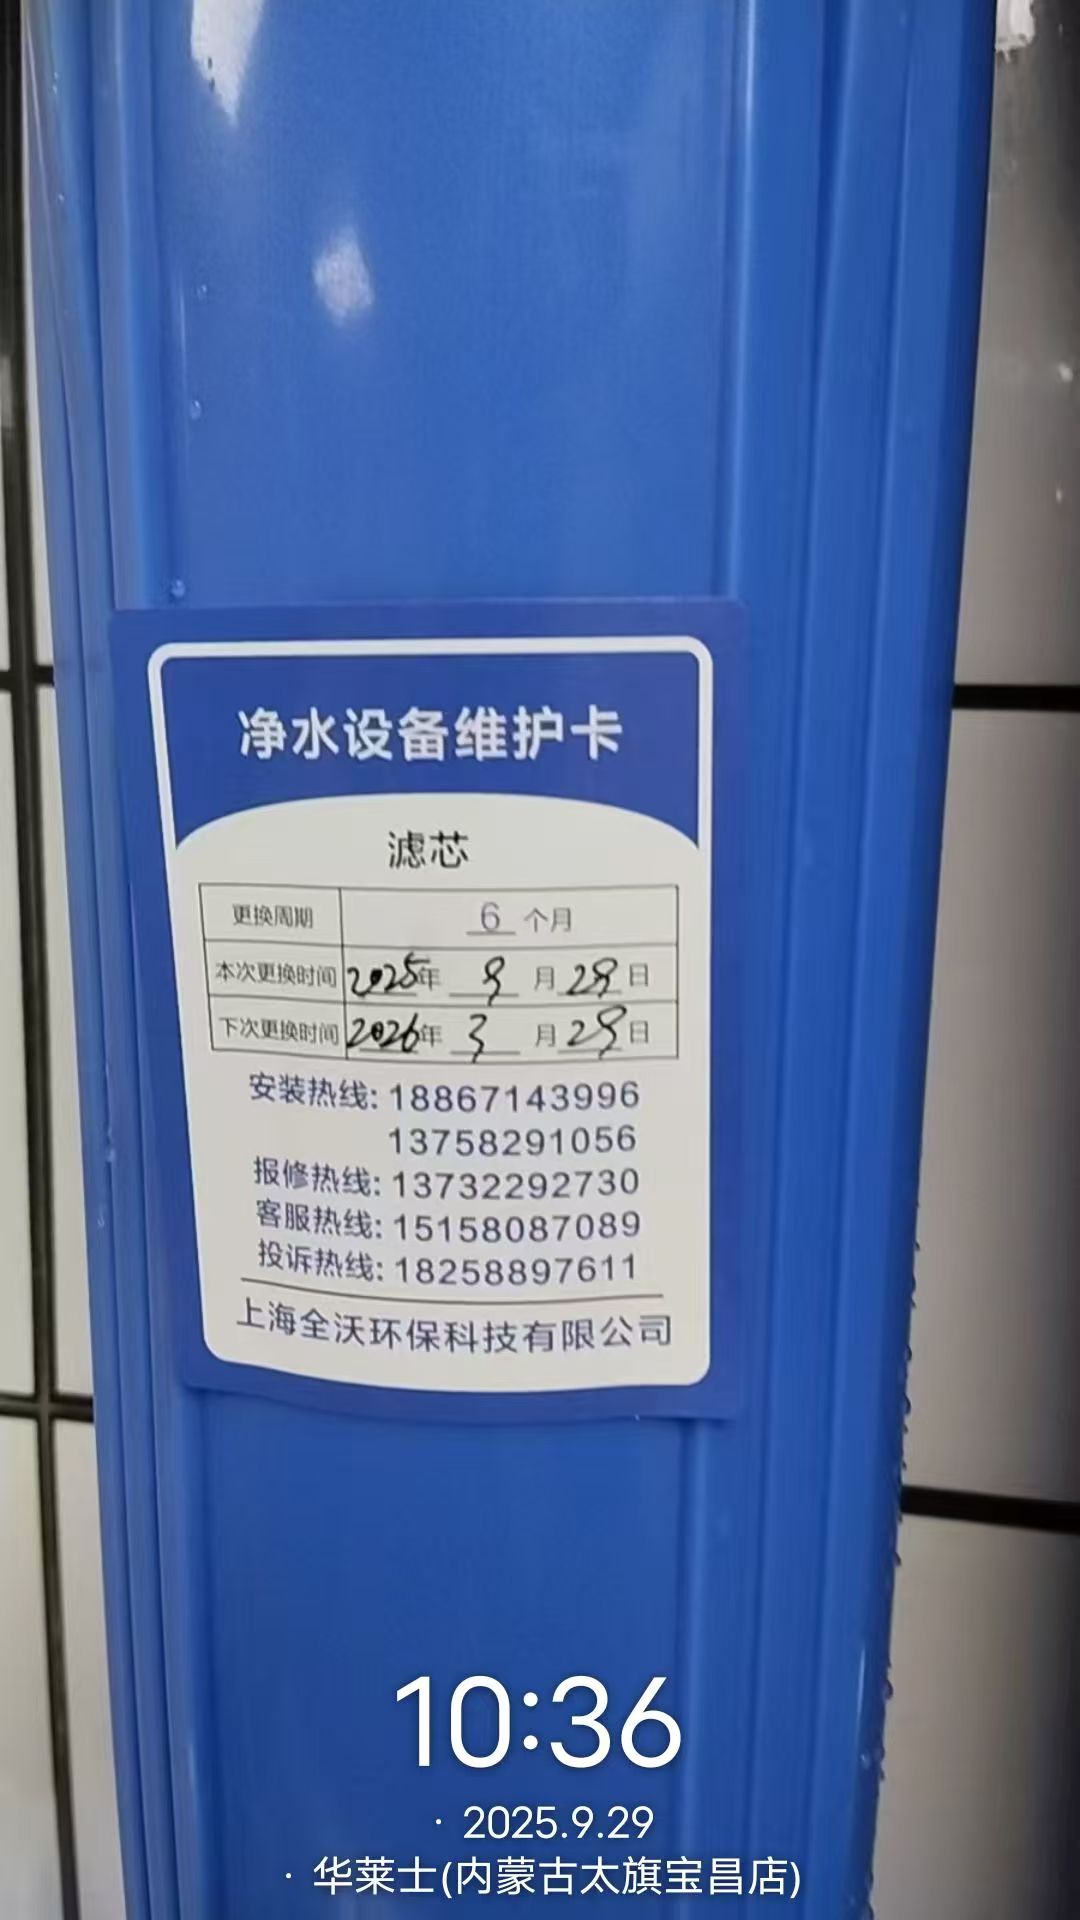 净水设备维护卡
滤芯
更换周期 6 个月
本次更换时间 2025年 9 月 29 日
下次更换时间 2026年 3 月 29 日
安装热线: 18867143996
13758291056
报修热线: 13732292730
客服热线: 15158087089
投诉热线: 18258897611
上海全沃环保科技有限公司
10:36
· 2025.9.29
· 华莱士(内蒙古太旗宝昌店)